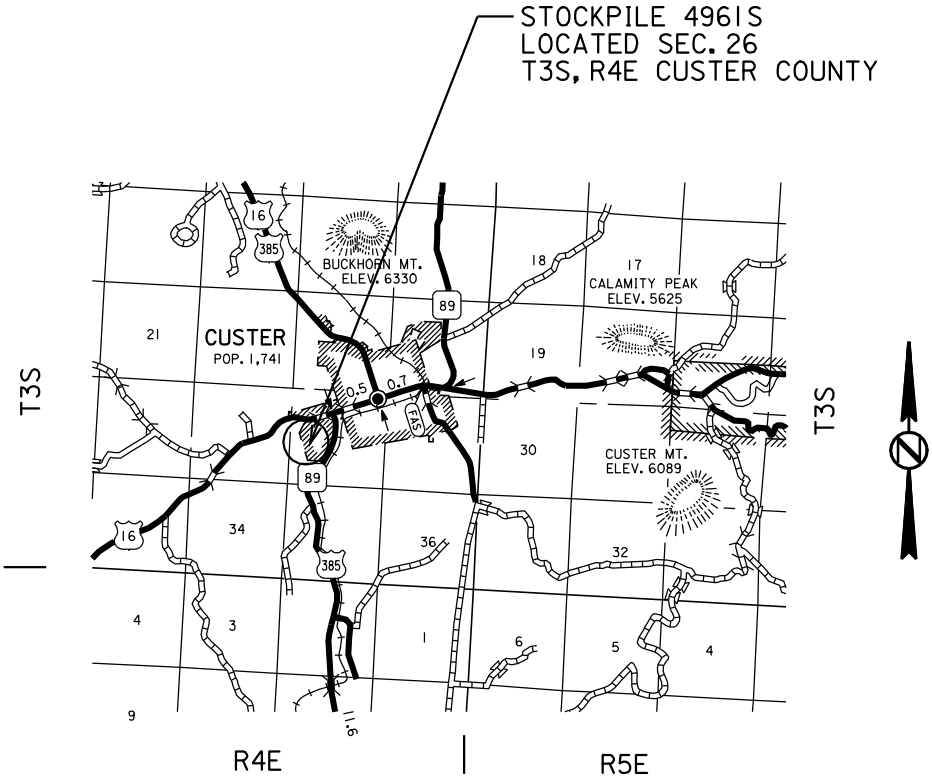 STOCKPILE 4961S
LOCATED SEC. 26
T3S, R4E CUSTER COUNTY
16
385
BUCKHORN MT.
ELEV. 6330
18
17
CALAMITY PEAK
ELEV. 5625
89
21
CUSTER
POP. 1,741
19
T3S
0.5
0.7
FAS
T3S
N
30
CUSTER MT.
ELEV. 6089
89
16
34
36
385
32
4
3
1
6
5
4
9
11.6
R4E
R5E